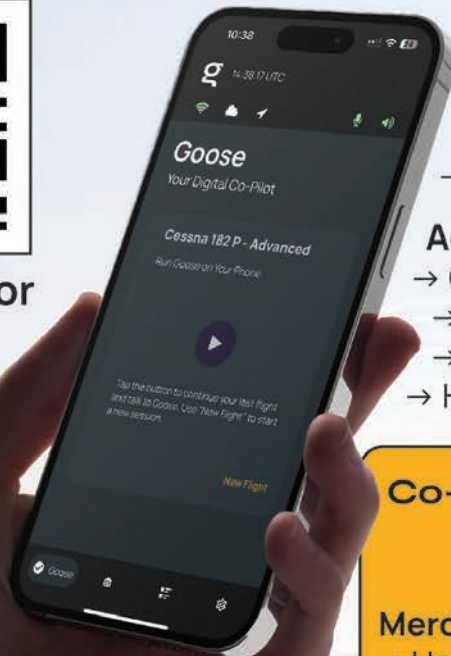 10:38
24
g 14:38:17 UTC
Goose
Your Digital Co-Pilot
Cessna 182 P - Advanced
Run Goose on Your Phone
Tap the button to continue your last flight
and talk to Goose. Use "New Flight" to start
a new session.
New Flight
Goose
or
→
A
→
→
→
→ H
Co-
Merc